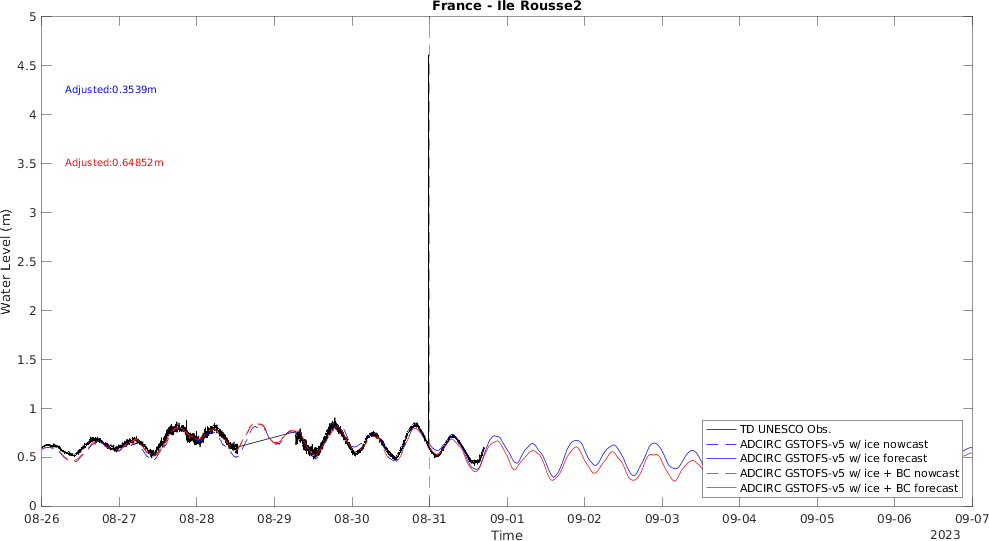 France - Ile Rousse2
5
4.5
4
3.5
3
2.5
2
1.5
1
0.5
0
Water Level (m)
Adjusted:0.3539m
Adjusted:0.64852m
TD UNESCO Obs.
ADCIRC GSTOFS-v5 w/ ice nowcast
ADCIRC GSTOFS-v5 w/ ice forecast
ADCIRC GSTOFS-v5 w/ ice + BC nowcast
ADCIRC GSTOFS-v5 w/ ice + BC forecast
08-26 08-27 08-28 08-29 08-30 08-31 09-01 09-02 09-03 09-04 09-05 09-06 09-07
Time
2023